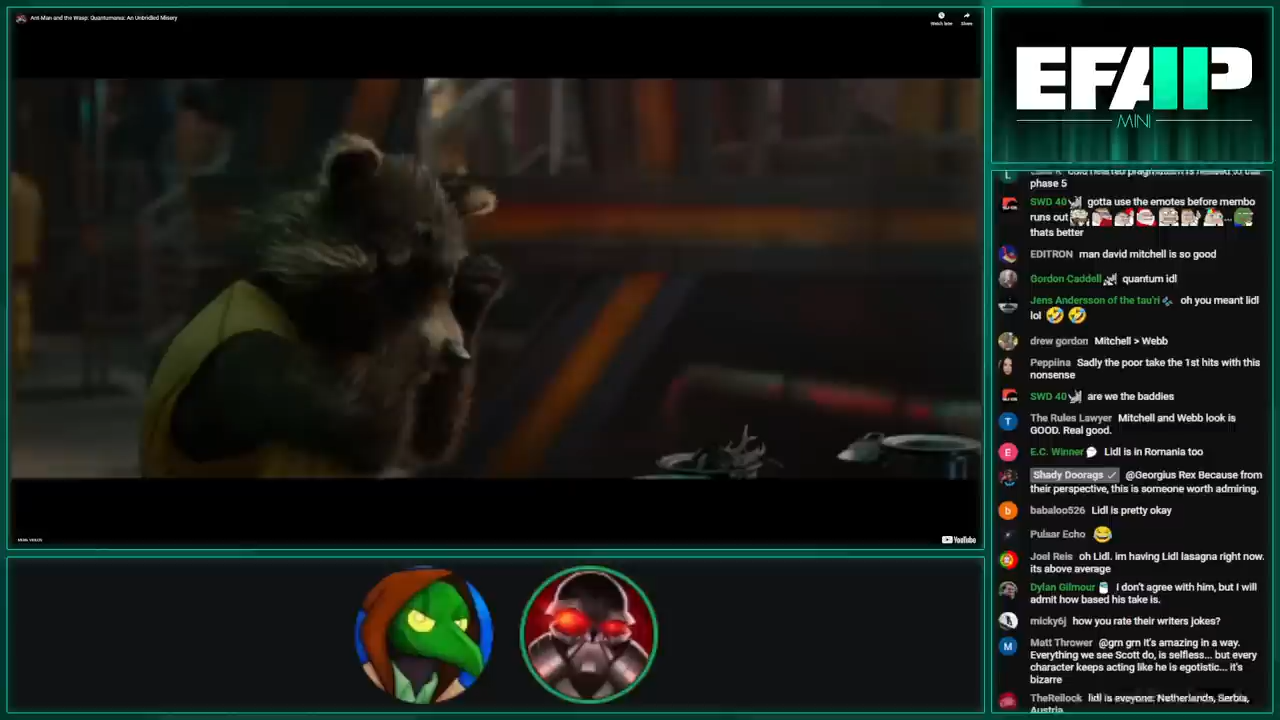 Ant-Man and the Wasp: Quantumania: An Unbridled Misery
Watch later
Share
MORE VIDEOS
YouTube
EFAP
MINI
phase 5
SWD 40 gotta use the emotes before membo
runs out
thats better
EDITRON man david mitchell is so good
Gordon Caddell quantum idl
Jens Andersson of the tau'ri oh you meant lidl
lol
drew gordon Mitchell > Webb
Peppiina Sadly the poor take the 1st hits with this
nonsense
SWD 40 are we the baddies
The Rules Lawyer Mitchell and Webb look is
GOOD. Real good.
E.C. Winner Lidl is in Romania too
Shady Doorags @Georgius Rex Because from
their perspective, this is someone worth admiring.
babaloo526 Lidl is pretty okay
Pulsar Echo
Joel Reis oh Lidl. im having Lidl lasagna right now.
its above average
Dylan Gilmour I don't agree with him, but I will
admit how based his take is.
micky6j how you rate their writers jokes?
Matt Thrower @grn grn it's amazing in a way.
Everything we see Scott do, is selfless... but every
character keeps acting like he is egotistic... it's
bizarre
TheReilock lidl is eveyone: Netherlands, Serbia,
Austria